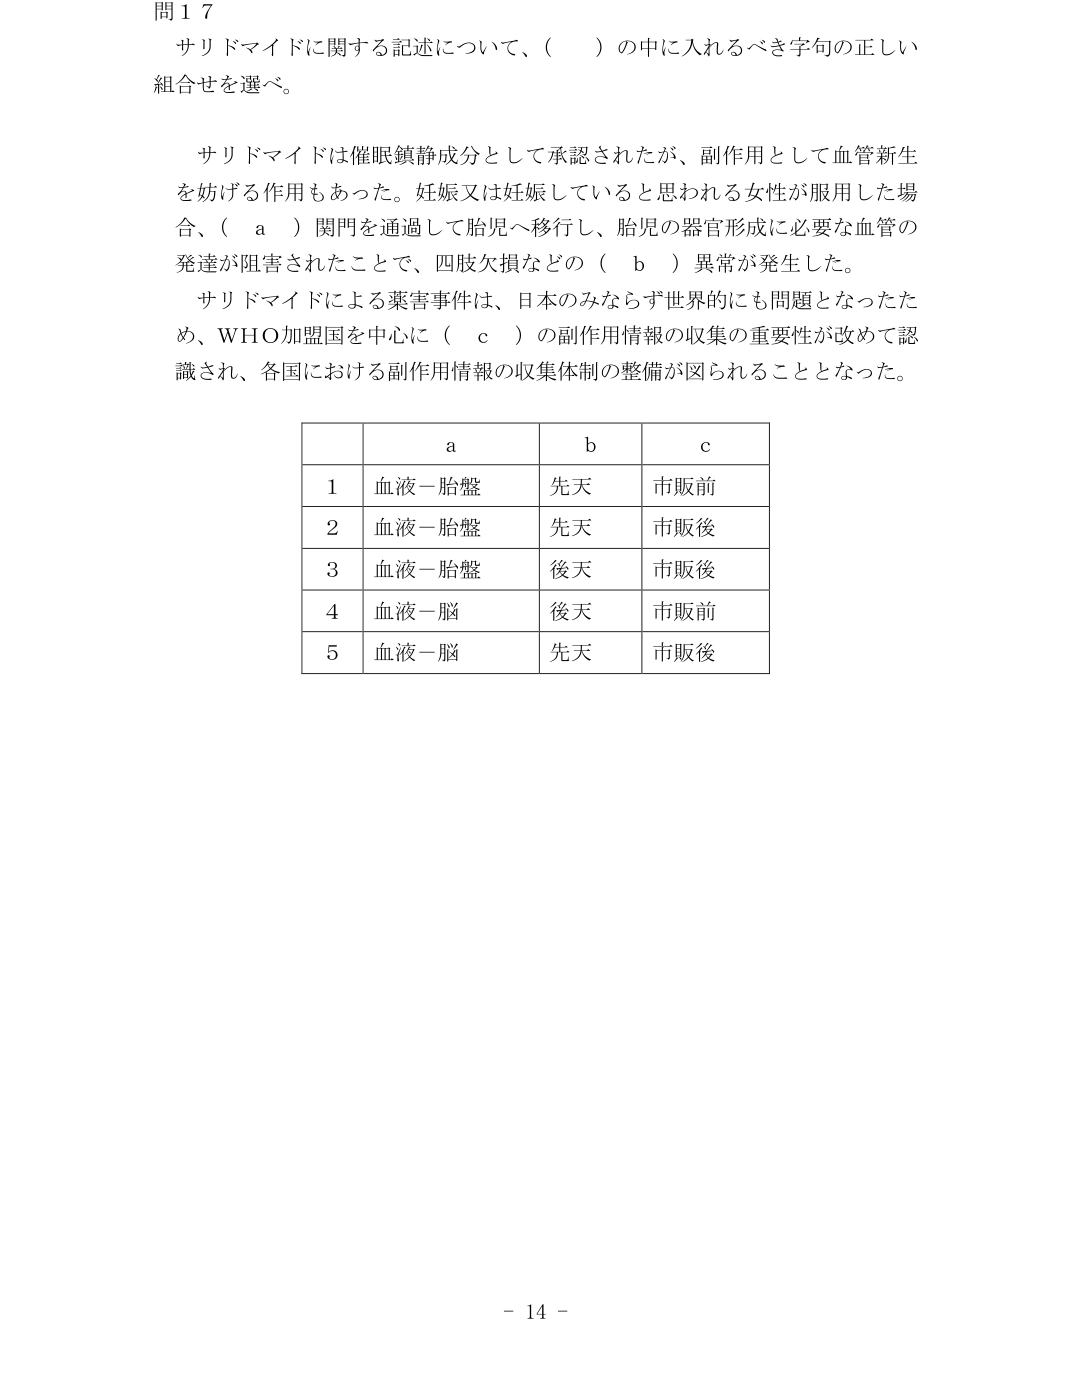 問１７
サリドマイドに関する記述について、（　　）の中に入れるべき字句の正しい
組合せを選べ。
サリドマイドは催眠鎮静成分として承認されたが、副作用として血管新生
を妨げる作用もあった。妊娠又は妊娠していると思われる女性が服用した場
合、（　ａ　）関門を通過して胎児へ移行し、胎児の器官形成に必要な血管の
発達が阻害されたことで、四肢欠損などの（　ｂ　）異常が発生した。
サリドマイドによる薬害事件は、日本のみならず世界的にも問題となったた
め、ＷＨＯ加盟国を中心に（　ｃ　）の副作用情報の収集の重要性が改めて認
識され、各国における副作用情報の収集体制の整備が図られることとなった。
ａ　ｂ　ｃ
１　血液－胎盤　先天　市販前
２　血液－胎盤　先天　市販後
３　血液－胎盤　後天　市販後
４　血液－脳　後天　市販前
５　血液－脳　先天　市販後
－ 14 －